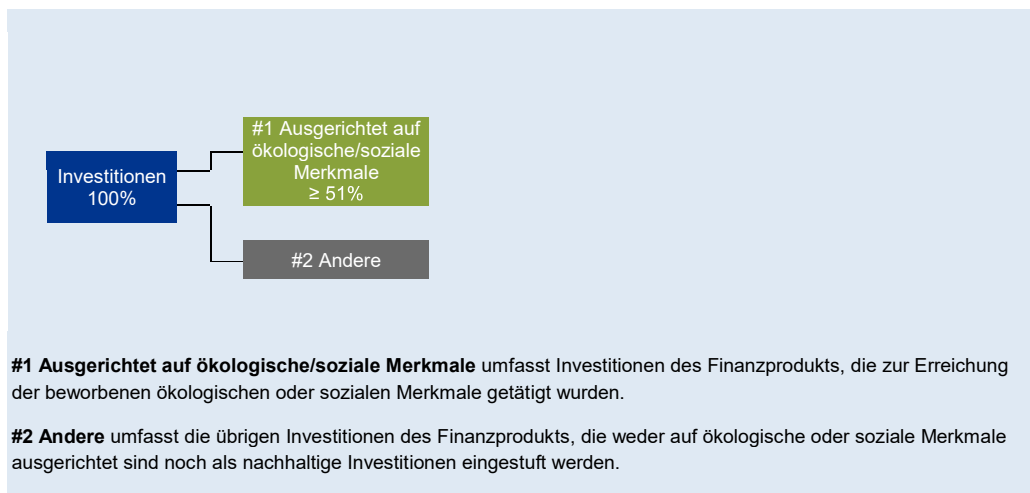 #1 Ausgerichtet auf
ökologische/soziale
Merkmale
≥ 51%
Investitionen
100%
#2 Andere
#1 Ausgerichtet auf ökologische/soziale Merkmale umfasst Investitionen des Finanzprodukts, die zur Erreichung
der beworbenen ökologischen oder sozialen Merkmale getätigt wurden.
#2 Andere umfasst die übrigen Investitionen des Finanzprodukts, die weder auf ökologische oder soziale Merkmale
ausgerichtet sind noch als nachhaltige Investitionen eingestuft werden.